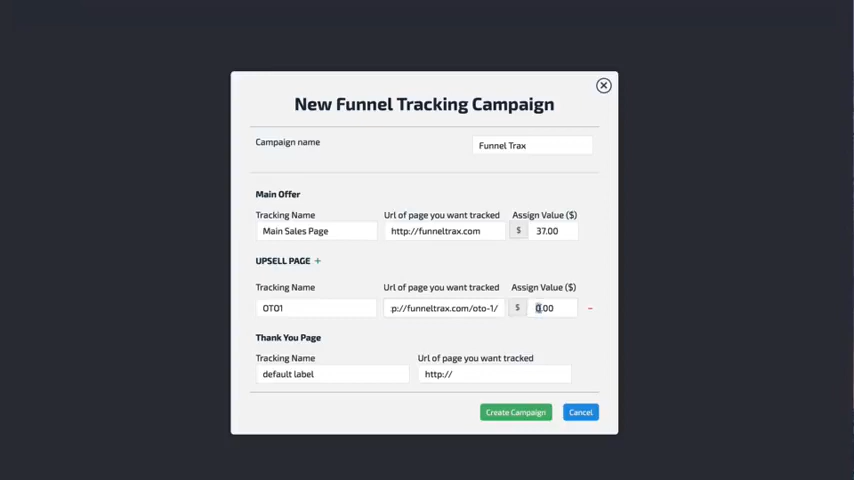 New Funnel Tracking Campaign
Campaign name
Funnel Trax
Main Offer
Tracking Name Url of page you want tracked Assign Value ($)
Main Sales Page http://funneltrax.com $ 37.00
UPSELL PAGE +
Tracking Name Url of page you want tracked Assign Value ($)
OTO1 p://funneltrax.com/oto-1/ $ 0.00 -
Thank You Page
Tracking Name Url of page you want tracked
default label http://
Create Campaign Cancel